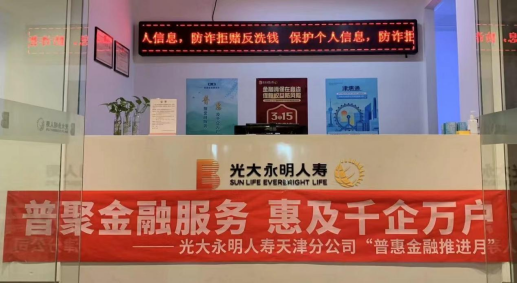 人信息，防诈拒赌反洗钱 保护个人信息，防诈拒
3 15
光大永明人寿
SUN LIFE EVERBRIGHT LIFE
普聚金融服务 惠及千企万户
——光大永明人寿天津分公司“普惠金融推进月”